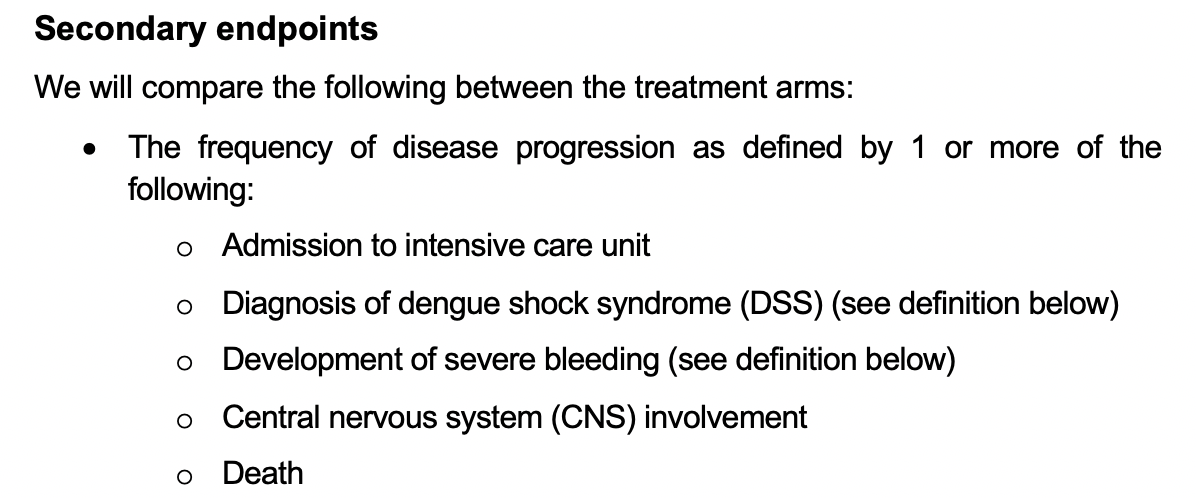 Secondary endpoints
We will compare the following between the treatment arms:
• The frequency of disease progression as defined by 1 or more of the
following:
o Admission to intensive care unit
o Diagnosis of dengue shock syndrome (DSS) (see definition below)
o Development of severe bleeding (see definition below)
o Central nervous system (CNS) involvement
o Death